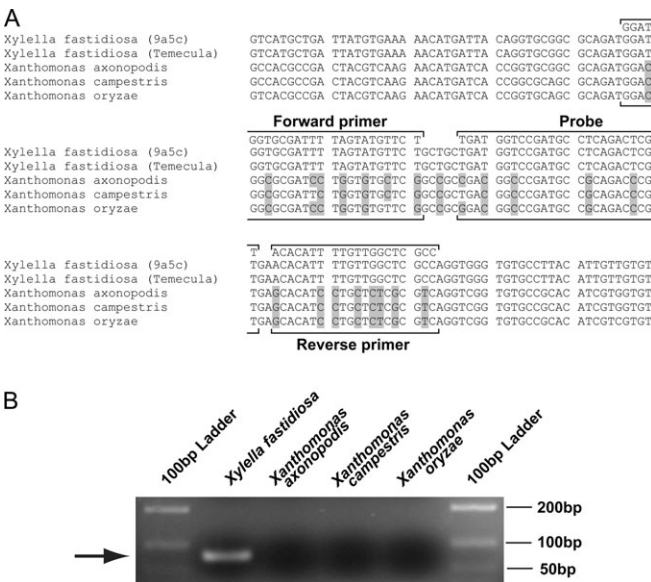 A
GGAT
Xylella fastidiosa (9a5c) GTCATGCTGA TTATGTGAAA AACATGATTA CAGGTGCGGC GCAGATGGAT
Xylella fastidiosa (Temecula) GTCATGCTGA TTACGTGAAA AACATGATTA CAGGTGCGGC GCAGATGGAT
Xanthomonas axonopodis GCCACGCCGA CTACGTCAAG AACATGATCA CCGGTGCGGC GCAGATGGAC
Xanthomonas campestris GCCACGCCGA CTACGTCAAG AACATGATCA CCGGCGCAGC GCAGATGGAC
Xanthomonas oryzae GTCACGCCGA CTACGTCAAG AACATGATCA CCGGTGCAGC GCAGATGGAC
Forward primer Probe
GGTGCGATTT TAGTATGTTC T TGAT GGTCCGATGC CTCAGACTCG
Xylella fastidiosa (9a5c) GGTGCGATTT TAGTATGTTC TGCTGCTGAT GGTCCGATGC CTCAGACTCG
Xylella fastidiosa (Temecula) GGTGCGATTT TAGTATGTTC TGCTGCTGAT GGTCCGATGC CTCAGACTCG
Xanthomonas axonopodis GGCGCGATCC TGGTGTGCTC GGCCGCCGAC GGCCCGATGC CGCAGACCCG
Xanthomonas campestris GGCGCGATTC TGGTGTGCTC GGCCGCTGAC GGCCCGATGC CGCAGACCCG
Xanthomonas oryzae GGCGCGATCC TGGTGTGTTC GGCCGCGGAC GGCCCGATGC CGCAGACCCG
T ACACATT TTGTTGGCTC GCC
Xylella fastidiosa (9a5c) TGAACACATT TTGTTGGCTC GCCAGGTGGG TGTGCCTTAC ATTGTTGTGT
Xylella fastidiosa (Temecula) TGAACACATT TTGTTGGCTC GCCAGGTGGG TGTGCCTTAC ATTGTTGTGT
Xanthomonas axonopodis TGAGCACATC CTGCTCTCGC GTCAGGTCGG TGTGCCGCAC ATCGTGGTGT
Xanthomonas campestris TGAGCACATC CTGCTCTCGC GTCAGGTCGG TGTGCCGCAC ATCGTGGTGT
Xanthomonas oryzae TGAGCACATC CTGCTCTCGC GTCAGGTCGG TGTGCCGCAC ATCGTCGTGT
Reverse primer
B
100bp Ladder
Xylella fastidiosa
Xanthomonas
axonopodis
Xanthomonas
campestris
Xanthomonas
oryzae
100bp Ladder
200bp
100bp
50bp